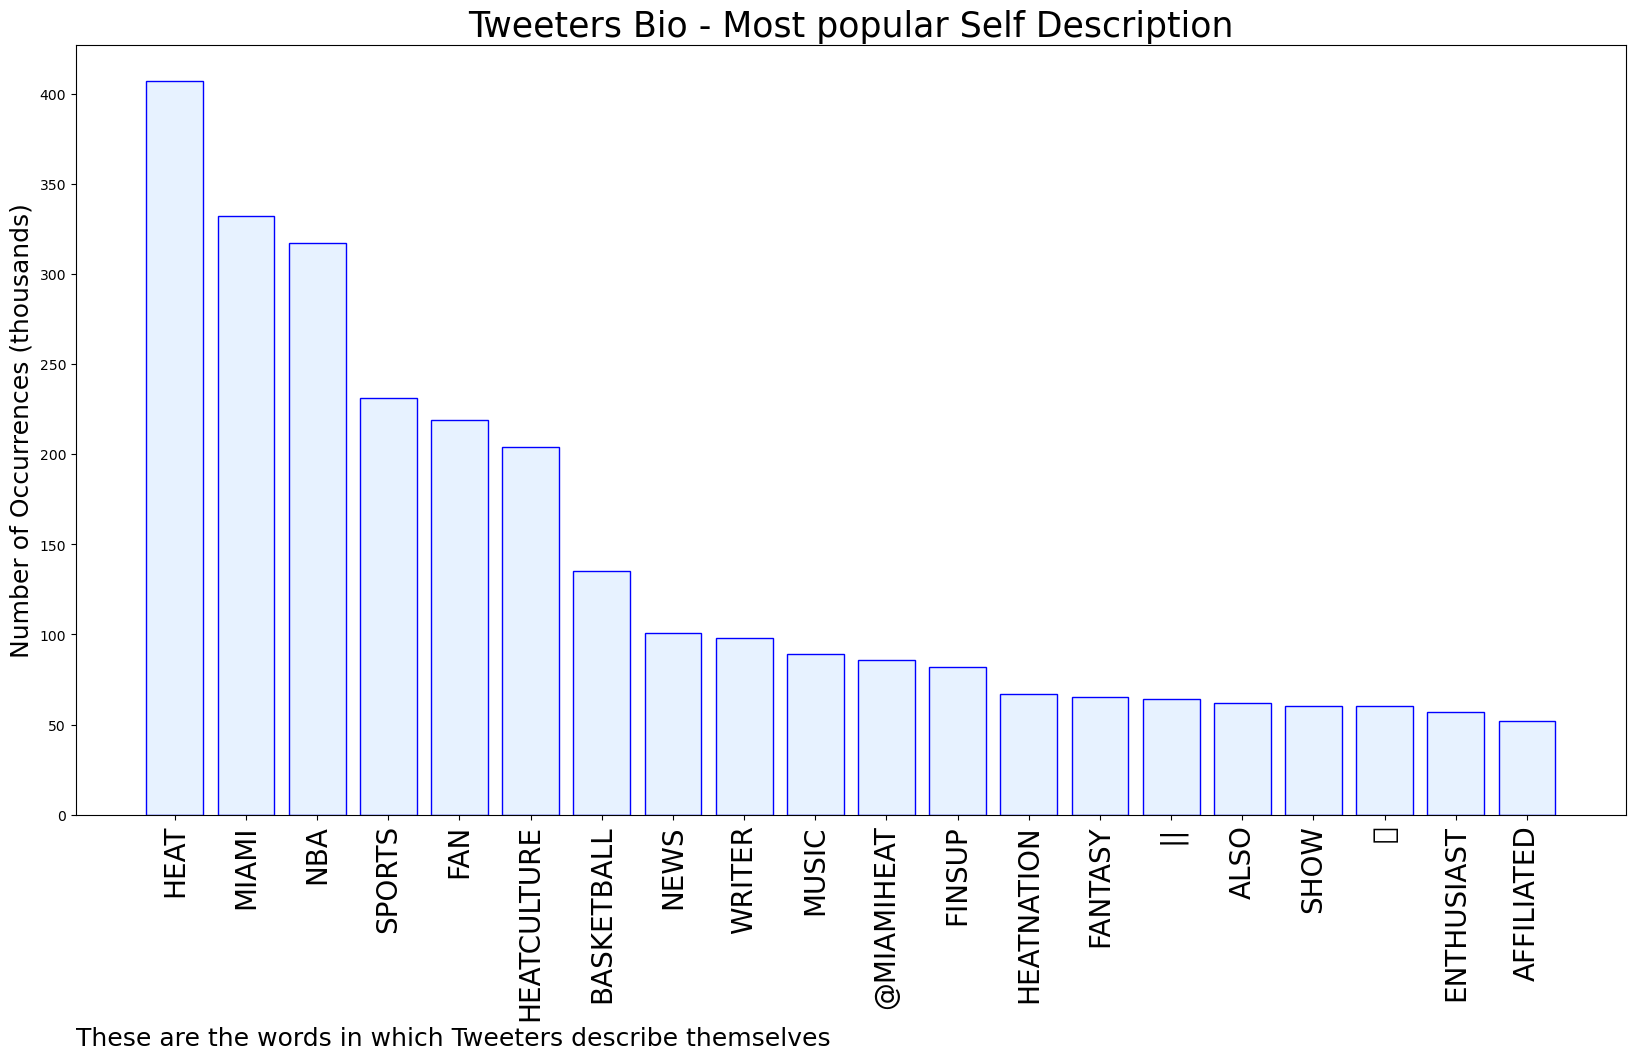 Tweeters Bio - Most popular Self Description
Number of Occurrences (thousands)
400
350
300
250
200
150
100
50
0
HEAT
MIAMI
NBA
SPORTS
FAN
HEATCULTURE
BASKETBALL
NEWS
WRITER
MUSIC
@MIAMIHEAT
FINSUP
HEATNATION
FANTASY
||
ALSO
SHOW
ENTHUSIAST
AFFILIATED
These are the words in which Tweeters describe themselves